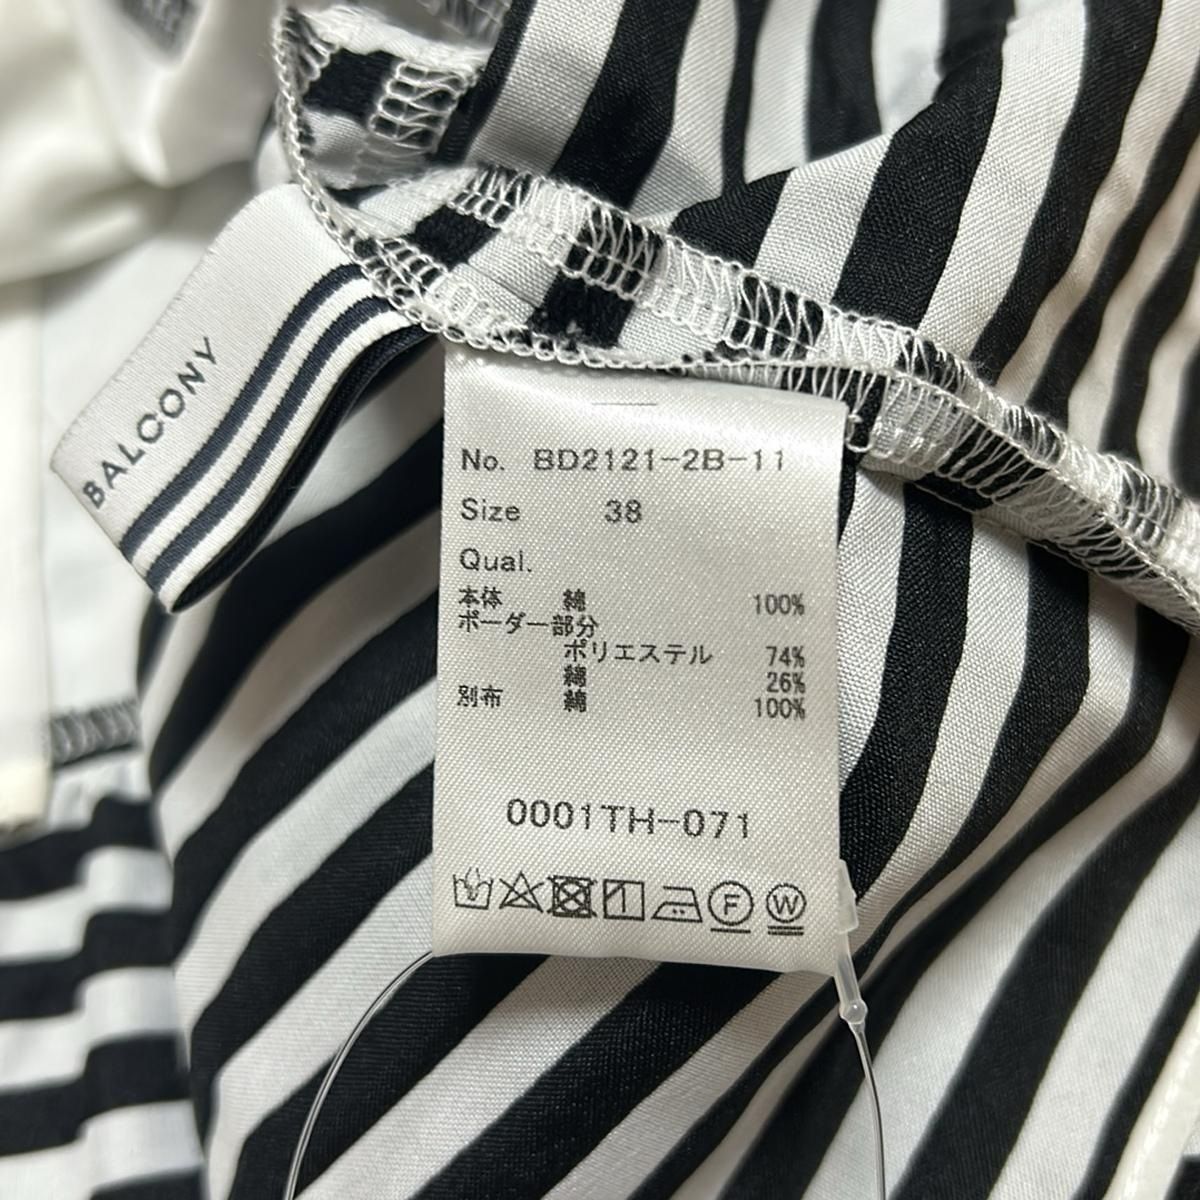 BALCONY
No. BD2121-2B-11
Size 38
Qual.
本体 綿 100%
ボーダー部分
ポリエステル 74%
綿 26%
別布 綿 100%
0001TH-071
F W